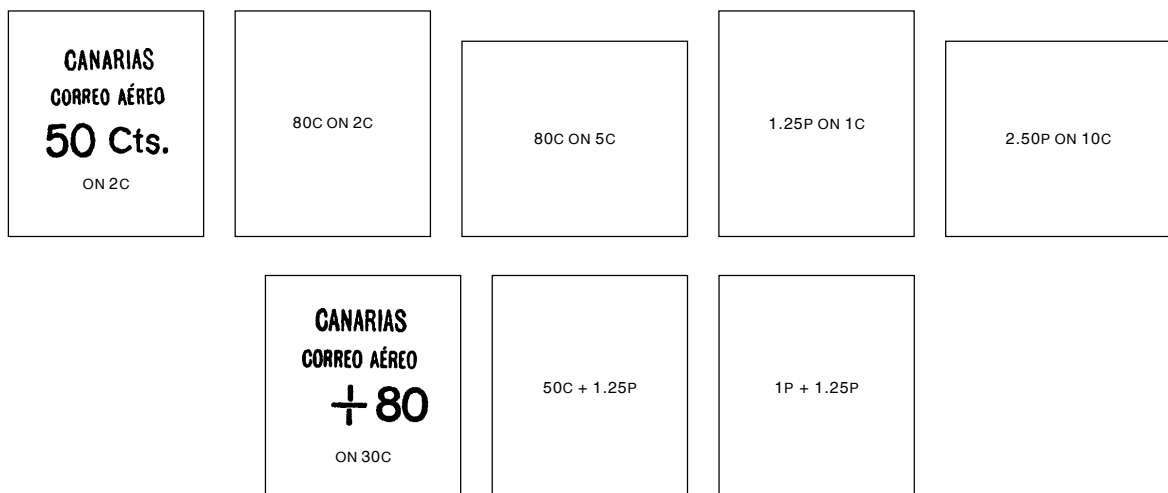 CANARIAS
CORREO AÉREO
50 Cts.
ON 2C
80C ON 2C
80C ON 5C
1.25P ON 1C
2.50P ON 10C
CANARIAS
CORREO AÉREO
+80
ON 30C
50C + 1.25P
1P + 1.25P